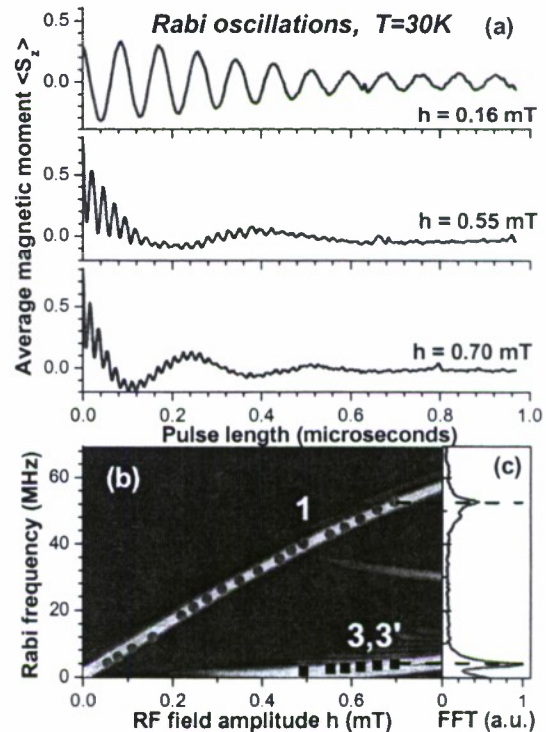 Rabi oscillations, T=30K (a)
0.5
0.0
h = 0.16 mT
0.5
0.0
h = 0.55 mT
0.5
0.0
h = 0.70 mT
Average magnetic moment <S_z>
0.0 0.2 0.4 0.6 0.8 1.0
Pulse length (microseconds)
(b) (c)
60
40
20
0
1
3,3'
Rabi frequency (MHz)
0.0 0.2 0.4 0.6 0 1
RF field amplitude h (mT) FFT (a.u.)